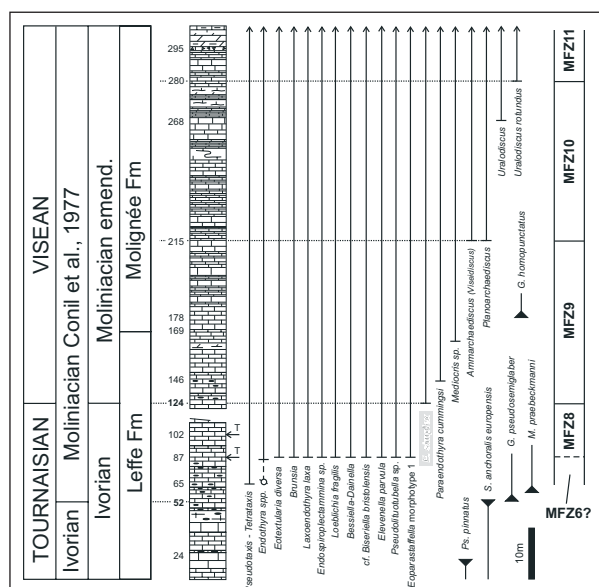 VISEAN
TOURNAISIAN
Moliniacian Conil et al., 1977
Ivorian
Moliniacian emend.
Ivorian
Molignée Fm
Leffe Fm
295
280
268
215
178
169
146
124
102
87
65
52
24
T
T
Pseudotaxis - Tetrataxis
Endothyra spp.
Eotextularia diversa
Brunsia
Laxoendothyra laxa
Endospiroplectammina sp.
Loeblichia fragilis
Bessiella-Dainella
cf. Biseriella bristolensis
Elevenella parvula
Pseudolituotubella sp.
Eoparastaffella morphotype 1
Paraendothyra cummingsi
Mediocris sp.
Ammarchaediscus (Viseidiscus)
Planoarchaediscus
Uralodiscus
Uralodiscus rotundus
Ps. pinnatus
S. anchoralis europensis
G. pseudosemiglaber
G. homopunctatus
M. praebeckmanni
10m
MFZ11
MFZ10
MFZ9
MFZ8
MFZ6?